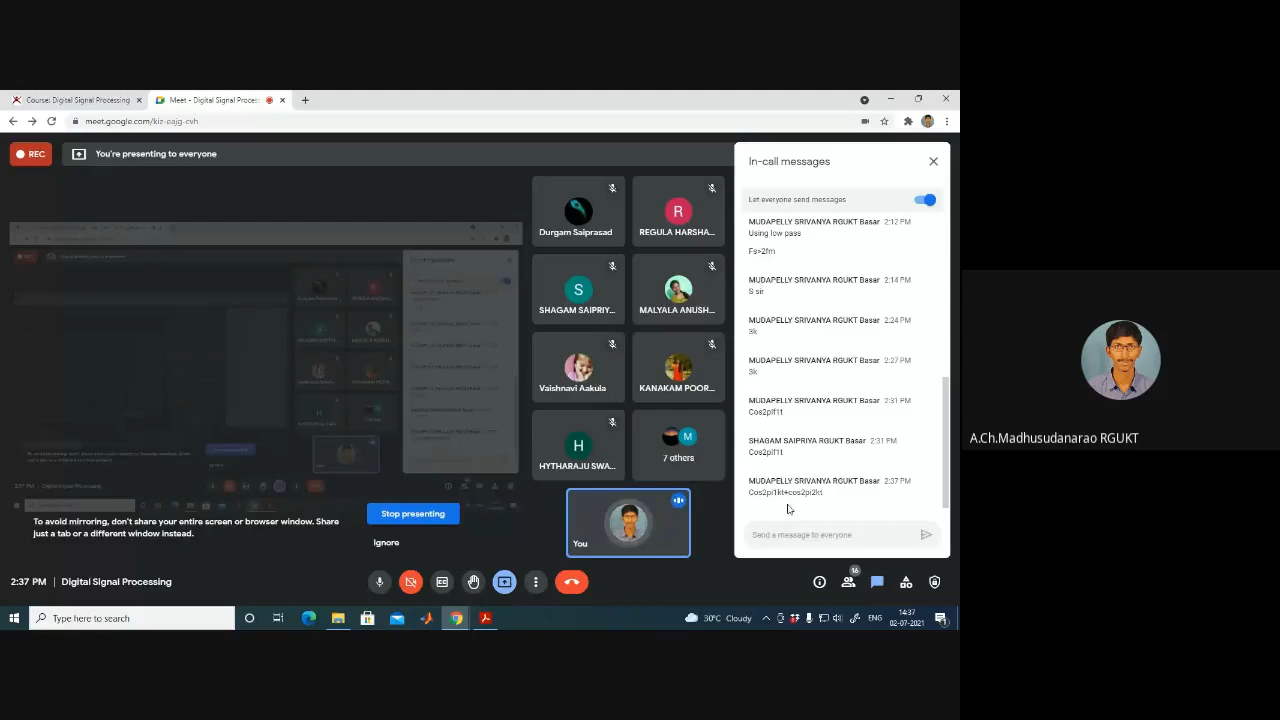 Course: Digital Signal Processing
Meet - Digital Signal Proces
meet.google.com/kiz-eajg-cvh
REC
You're presenting to everyone
Durgam Saiprasad
R
REGULA HARSHA...
S
SHAGAM SAIPRIY...
MALYALA ANUSH...
Vaishnavi Aakula
KANAKAM POOR...
H
HYTHARAJU SWA...
M
7 others
You
To avoid mirroring, don't share your entire screen or browser window. Share
just a tab or a different window instead.
Stop presenting
Ignore
In-call messages
Let everyone send messages
MUDAPELLY SRIVANYA RGUKT Basar 2:12 PM
Using low pass
Fs>2fm
MUDAPELLY SRIVANYA RGUKT Basar 2:14 PM
S sir
MUDAPELLY SRIVANYA RGUKT Basar 2:24 PM
3k
MUDAPELLY SRIVANYA RGUKT Basar 2:27 PM
3k
MUDAPELLY SRIVANYA RGUKT Basar 2:31 PM
Cos2pif1t
SHAGAM SAIPRIYA RGUKT Basar 2:31 PM
Cos2pif1t
MUDAPELLY SRIVANYA RGUKT Basar 2:37 PM
Cos2pi1kt+cos2pi2kt
Send a message to everyone
2:37 PM | Digital Signal Processing
16
Type here to search
30°C Cloudy
ENG
14:37
02-07-2021
A.Ch.Madhusudanarao RGUKT